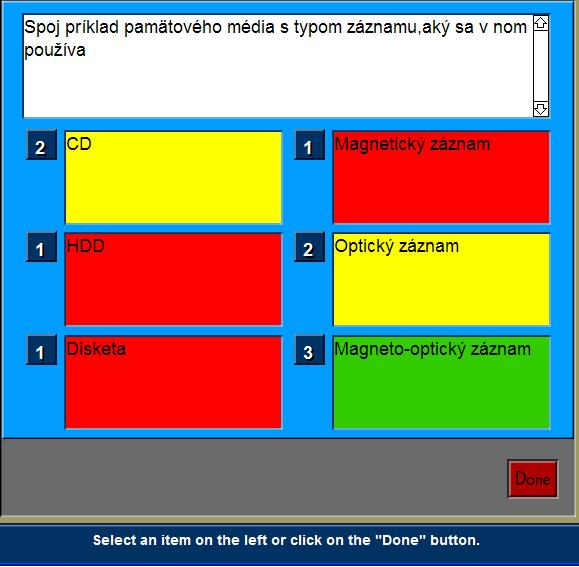 Spoj príklad pamätového média s typom záznamu,aký sa v nom
používa
2 CD 1 Magnetický záznam
1 HDD 2 Optický záznam
1 Disketa 3 Magneto-optický záznam
Done
Select an item on the left or click on the "Done" button.